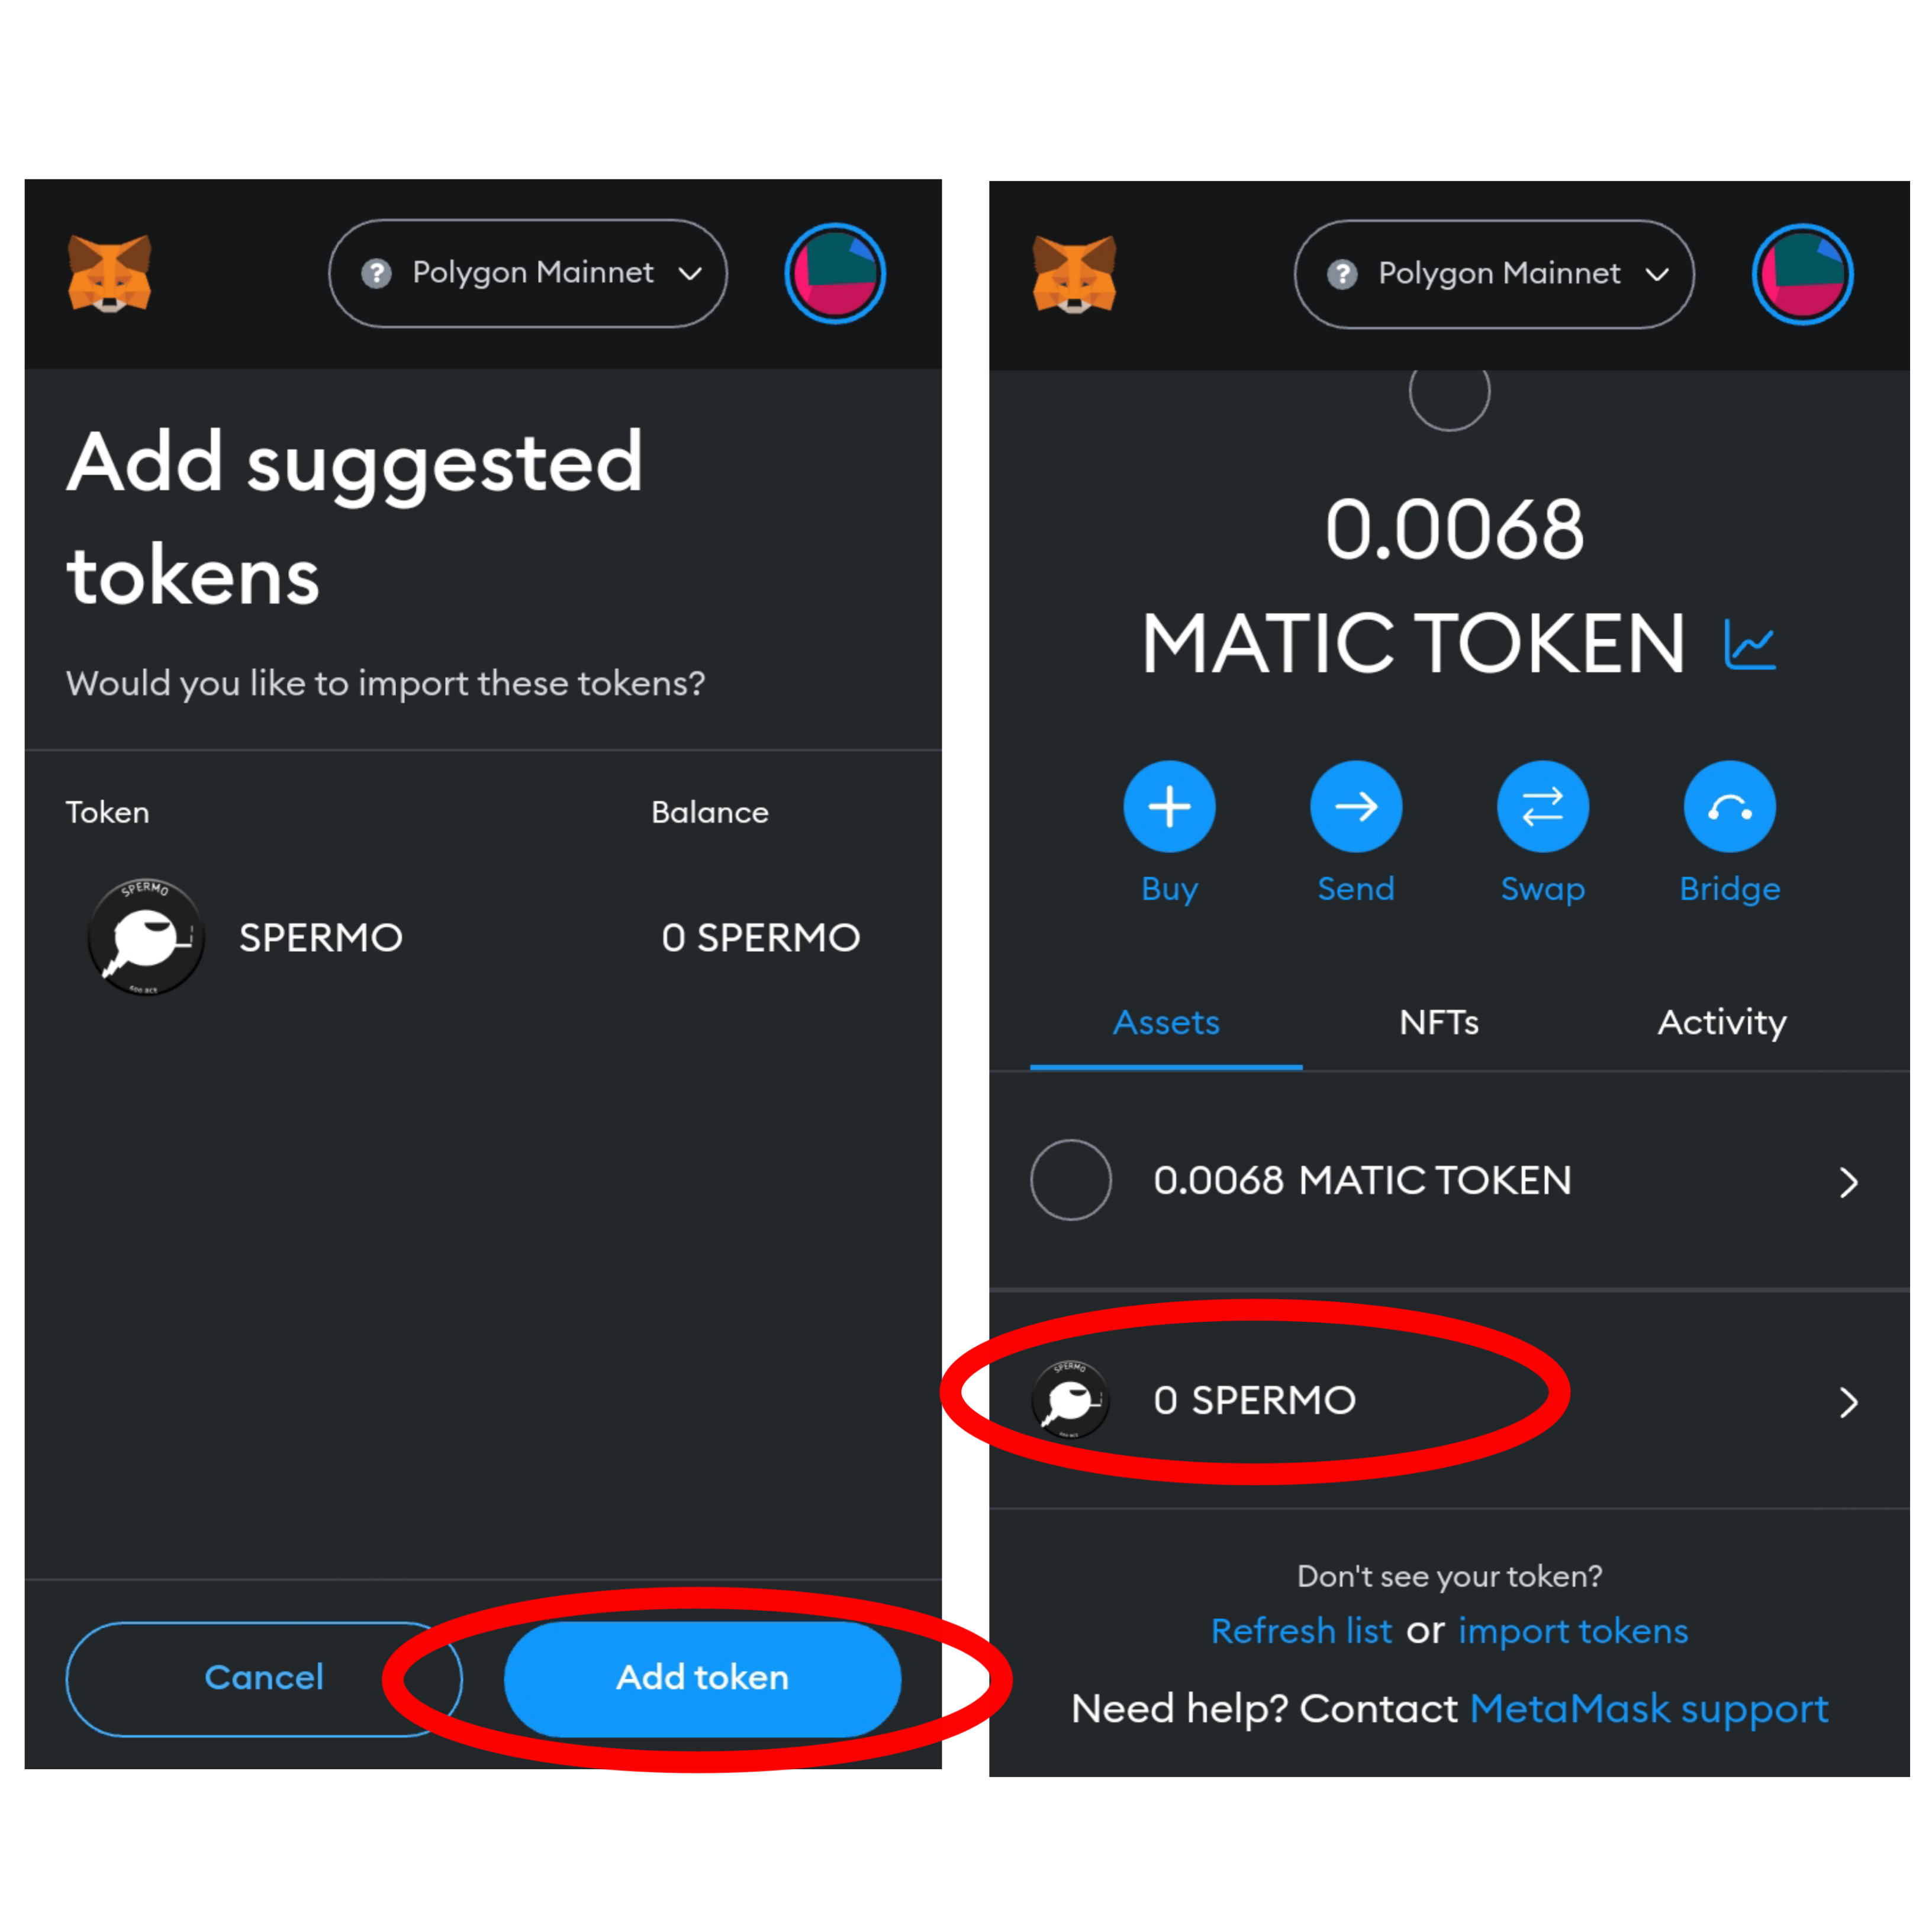 Polygon Mainnet
Add suggested
tokens
Would you like to import these tokens?
Token Balance
SPERMO
SPERMO 0 SPERMO
Cancel Add token
Polygon Mainnet
0.0068
MATIC TOKEN
Buy Send Swap Bridge
Assets NFTs Activity
0.0068 MATIC TOKEN
SPERMO
0 SPERMO
Don't see your token?
Refresh list or import tokens
Need help? Contact MetaMask support